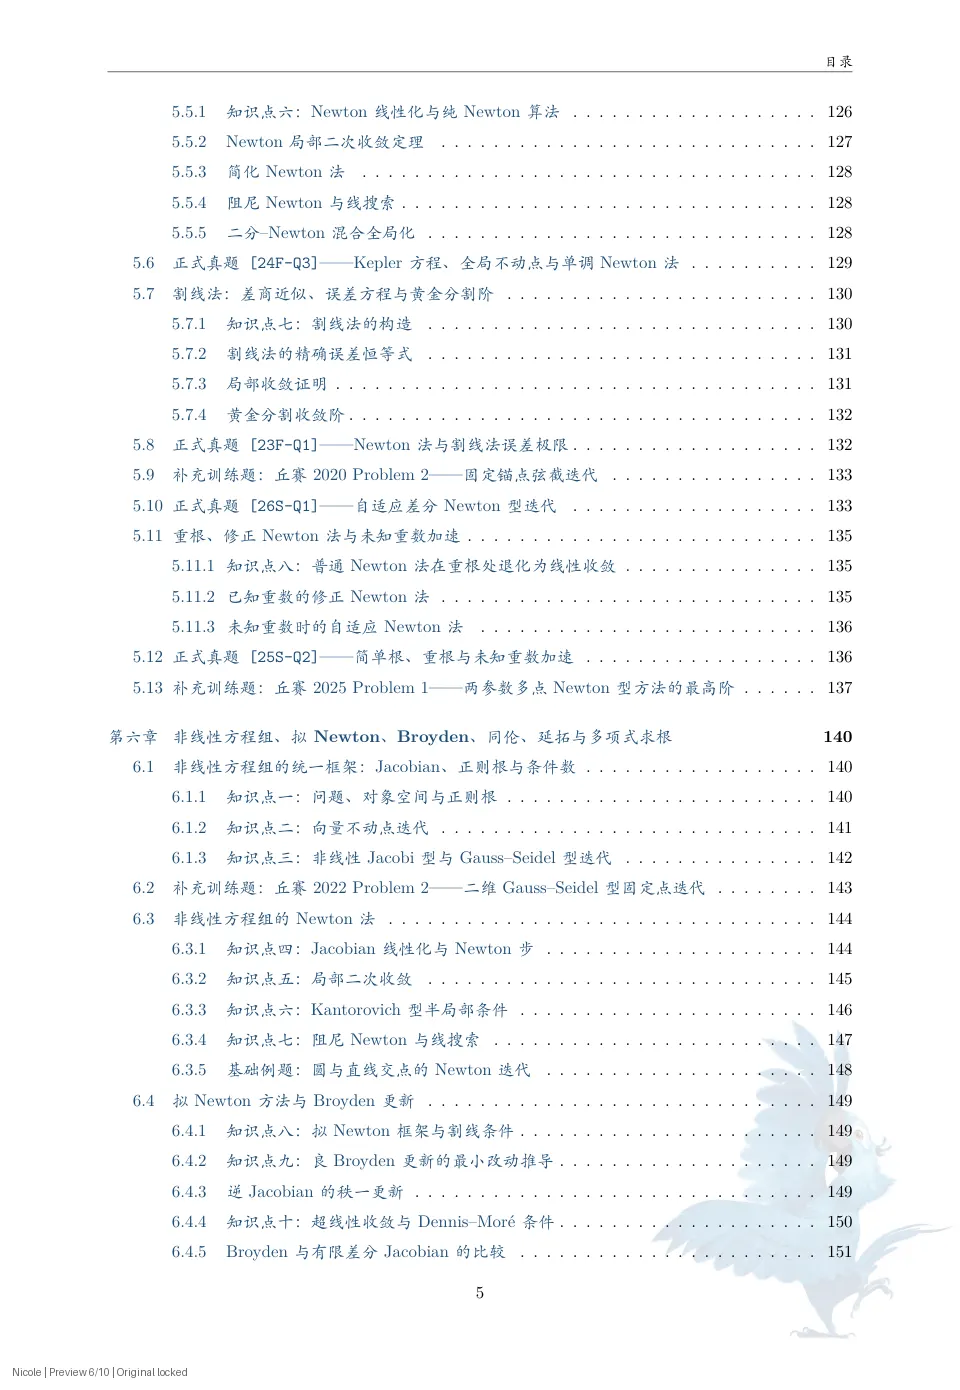 目录
5.5.1 知识点六：Newton 线性化与纯 Newton 算法 . . . . . . . . . . . . . . . . . . . 126
5.5.2 Newton 局部二次收敛定理 . . . . . . . . . . . . . . . . . . . . . . . . . . . . . 127
5.5.3 简化 Newton 法 . . . . . . . . . . . . . . . . . . . . . . . . . . . . . . . . . . . 128
5.5.4 阻尼 Newton 与线搜索 . . . . . . . . . . . . . . . . . . . . . . . . . . . . . . . . 128
5.5.5 二分–Newton 混合全局化 . . . . . . . . . . . . . . . . . . . . . . . . . . . . . . 128
5.6 正式真题 [24F-Q3]——Kepler 方程、全局不动点与单调 Newton 法 . . . . . . . . . . 129
5.7 割线法：差商近似、误差方程与黄金分割阶 . . . . . . . . . . . . . . . . . . . . . . . . 130
5.7.1 知识点七：割线法的构造 . . . . . . . . . . . . . . . . . . . . . . . . . . . . . . 130
5.7.2 割线法的精确误差恒等式 . . . . . . . . . . . . . . . . . . . . . . . . . . . . . . 131
5.7.3 局部收敛证明 . . . . . . . . . . . . . . . . . . . . . . . . . . . . . . . . . . . . . 131
5.7.4 黄金分割收敛阶 . . . . . . . . . . . . . . . . . . . . . . . . . . . . . . . . . . . . 132
5.8 正式真题 [23F-Q1]——Newton 法与割线法误差极限 . . . . . . . . . . . . . . . . . . . 132
5.9 补充训练题：丘赛 2020 Problem 2——固定锚点弦截迭代 . . . . . . . . . . . . . . . . 133
5.10 正式真题 [26S-Q1]——自适应差分 Newton 型迭代 . . . . . . . . . . . . . . . . . . . 133
5.11 重根、修正 Newton 法与未知重数加速 . . . . . . . . . . . . . . . . . . . . . . . . . . . 135
5.11.1 知识点八：普通 Newton 法在重根处退化为线性收敛 . . . . . . . . . . . . . . . 135
5.11.2 已知重数的修正 Newton 法 . . . . . . . . . . . . . . . . . . . . . . . . . . . . . 135
5.11.3 未知重数时的自适应 Newton 法 . . . . . . . . . . . . . . . . . . . . . . . . . . 136
5.12 正式真题 [25S-Q2]——简单根、重根与未知重数加速 . . . . . . . . . . . . . . . . . . 136
5.13 补充训练题：丘赛 2025 Problem 1——两参数多点 Newton 型方法的最高阶 . . . . . . 137
第六章 非线性方程组、拟 Newton、Broyden、同伦、延拓与多项式求根 140
6.1 非线性方程组的统一框架：Jacobian、正则根与条件数 . . . . . . . . . . . . . . . . . . 140
6.1.1 知识点一：问题、对象空间与正则根 . . . . . . . . . . . . . . . . . . . . . . . . 140
6.1.2 知识点二：向量不动点迭代 . . . . . . . . . . . . . . . . . . . . . . . . . . . . . 141
6.1.3 知识点三：非线性 Jacobi 型与 Gauss–Seidel 型迭代 . . . . . . . . . . . . . . . 142
6.2 补充训练题：丘赛 2022 Problem 2——二维 Gauss–Seidel 型固定点迭代 . . . . . . . . 143
6.3 非线性方程组的 Newton 法 . . . . . . . . . . . . . . . . . . . . . . . . . . . . . . . . . 144
6.3.1 知识点四：Jacobian 线性化与 Newton 步 . . . . . . . . . . . . . . . . . . . . . 144
6.3.2 知识点五：局部二次收敛 . . . . . . . . . . . . . . . . . . . . . . . . . . . . . . 145
6.3.3 知识点六：Kantorovich 型半局部条件 . . . . . . . . . . . . . . . . . . . . . . . 146
6.3.4 知识点七：阻尼 Newton 与线搜索 . . . . . . . . . . . . . . . . . . . . . . . . . 147
6.3.5 基础例题：圆与直线交点的 Newton 迭代 . . . . . . . . . . . . . . . . . . . . . 148
6.4 拟 Newton 方法与 Broyden 更新 . . . . . . . . . . . . . . . . . . . . . . . . . . . . . . 149
6.4.1 知识点八：拟 Newton 框架与割线条件 . . . . . . . . . . . . . . . . . . . . . . . 149
6.4.2 知识点九：良 Broyden 更新的最小改动推导 . . . . . . . . . . . . . . . . . . . . 149
6.4.3 逆 Jacobian 的秩一更新 . . . . . . . . . . . . . . . . . . . . . . . . . . . . . . . 149
6.4.4 知识点十：超线性收敛与 Dennis–Moré 条件 . . . . . . . . . . . . . . . . . . . . 150
6.4.5 Broyden 与有限差分 Jacobian 的比较 . . . . . . . . . . . . . . . . . . . . . . . 151
5
Nicole | Preview 6/10 | Original locked